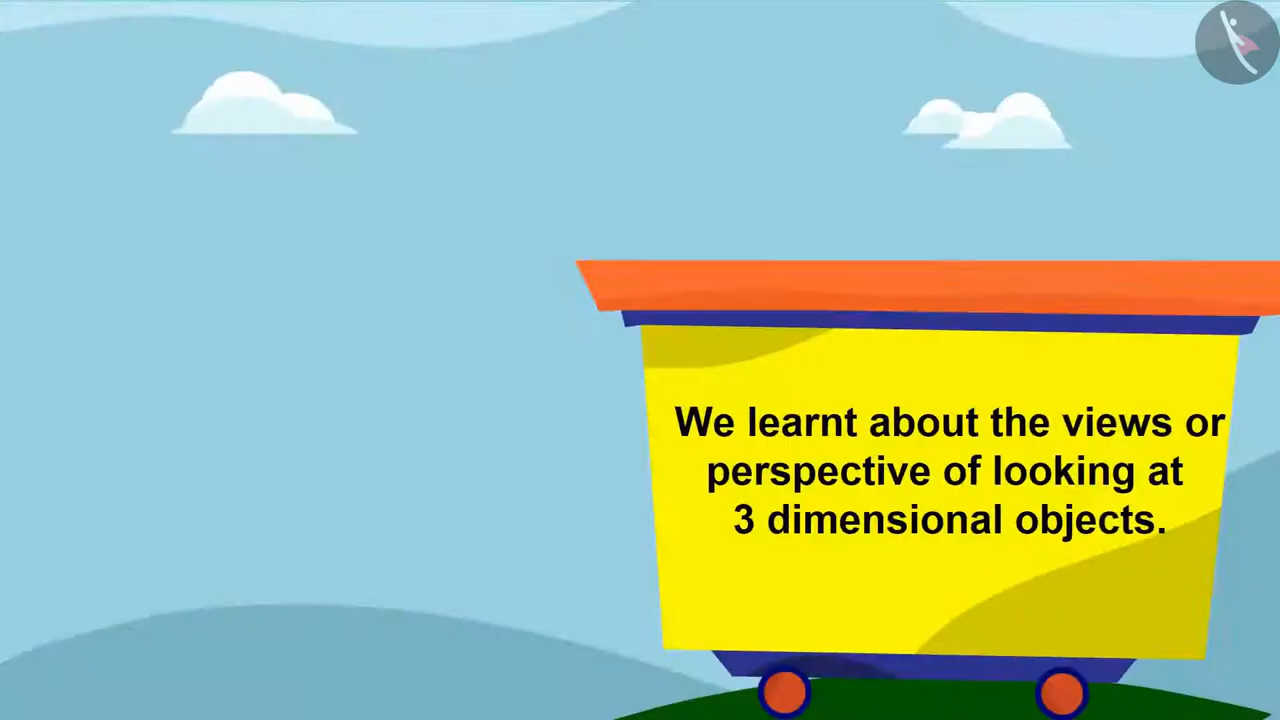 We learnt about the views or
perspective of looking at
3 dimensional objects.